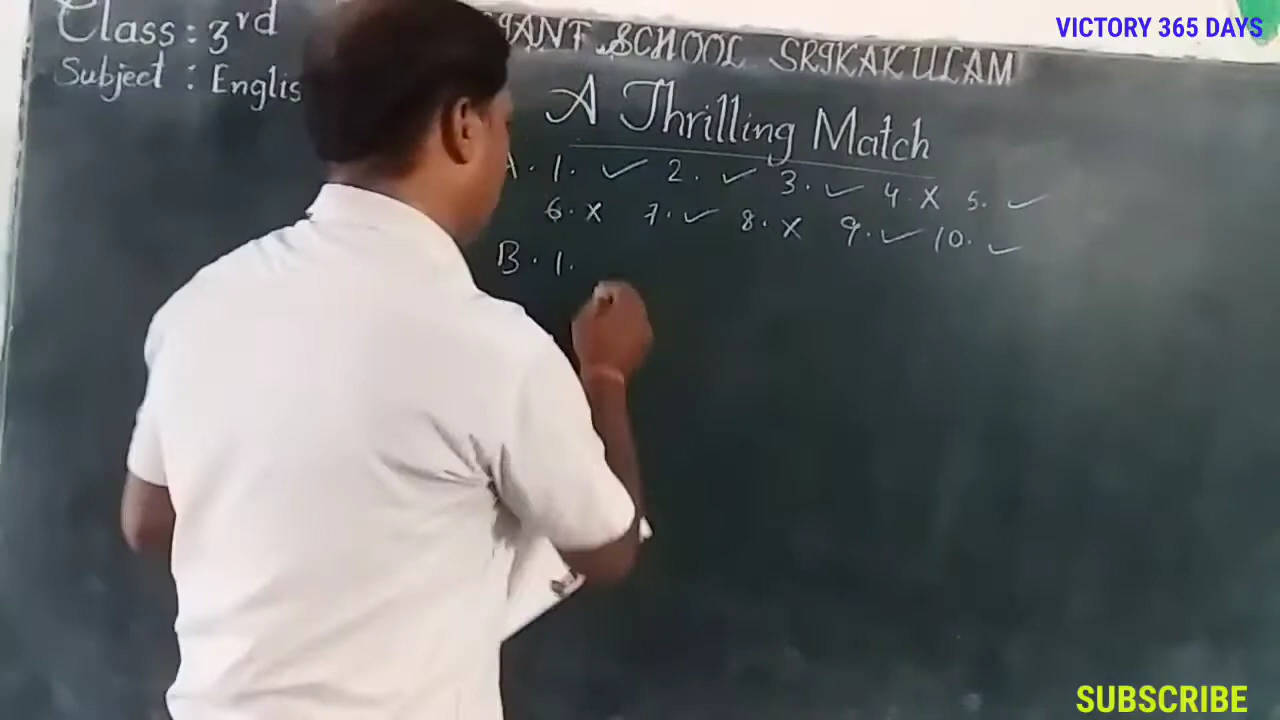 VICTORY 365 DAYS
Class : 3rd
SCHOOL SRIKAKULAM
Subject : Englis
A Thrilling Match
A. 1. ✓ 2. ✓ 3. ✓ 4. X 5. ✓
6. X 7. ✓ 8. X 9. ✓ 10. ✓
B. 1.
SUBSCRIBE